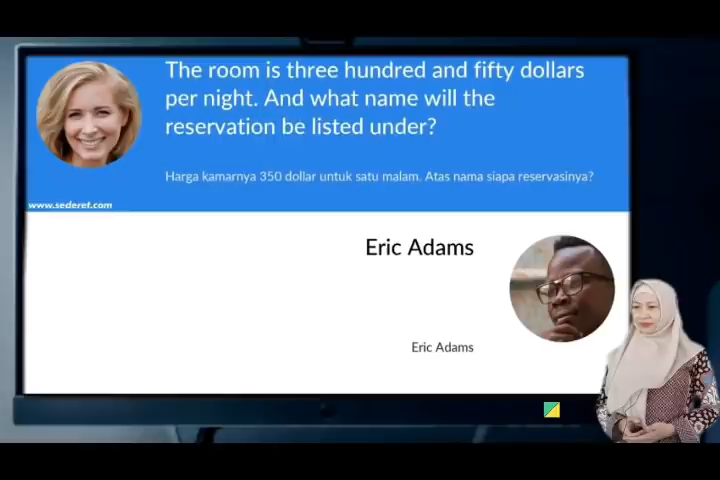 The room is three hundred and fifty dollars
per night. And what name will the
reservation be listed under?
Harga kamarnya 350 dollar untuk satu malam. Atas nama siapa reservasinya?
www.sederet.com
Eric Adams
Eric Adams